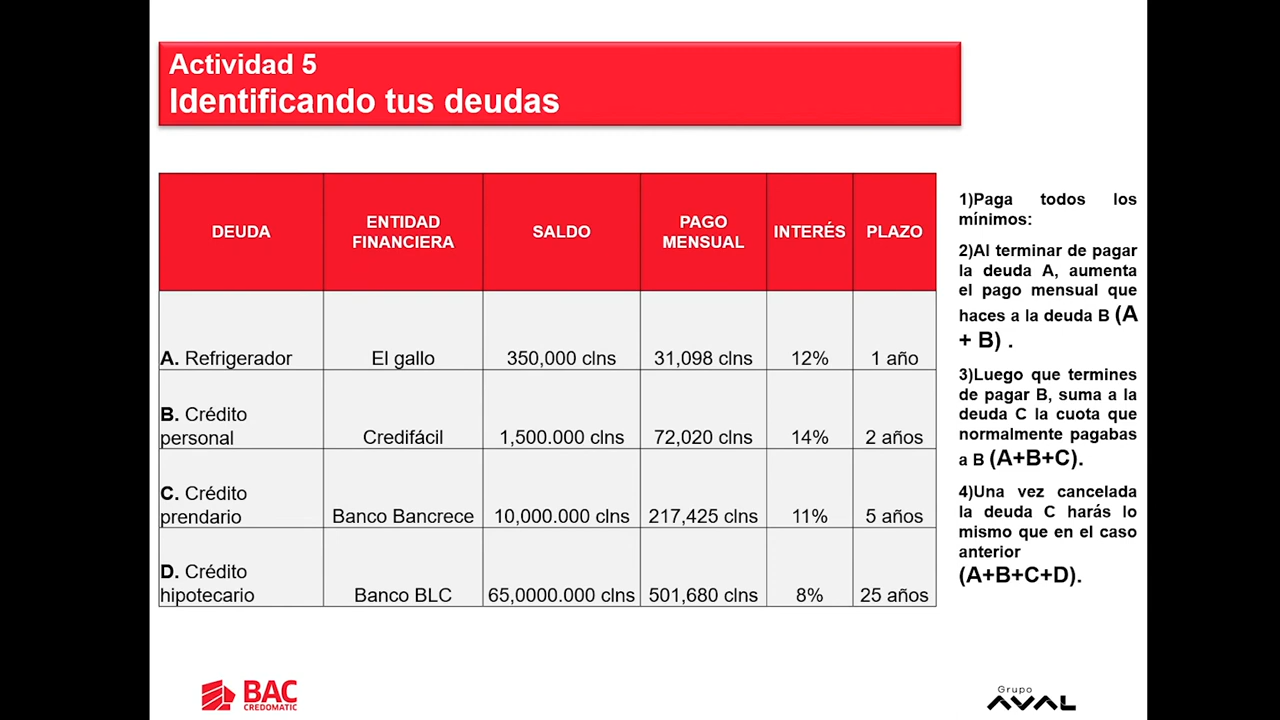 Actividad 5
Identificando tus deudas
DEUDA
ENTIDAD
FINANCIERA
SALDO
PAGO
MENSUAL
INTERÉS
PLAZO
A. Refrigerador
El gallo
350,000 clns
31,098 clns
12%
1 año
B. Crédito
personal
Credifácil
1,500.000 clns
72,020 clns
14%
2 años
C. Crédito
prendario
Banco Bancrece
10,000.000 clns
217,425 clns
11%
5 años
D. Crédito
hipotecario
Banco BLC
65,0000.000 clns
501,680 clns
8%
25 años
1)Paga todos los
mínimos:
2)Al terminar de pagar
la deuda A, aumenta
el pago mensual que
haces a la deuda B (A
+ B) .
3)Luego que termines
de pagar B, suma a la
deuda C la cuota que
normalmente pagabas
a B (A+B+C).
4)Una vez cancelada
la deuda C harás lo
mismo que en el caso
anterior
(A+B+C+D).
BAC
CREDOMATIC
Grupo
AVAL